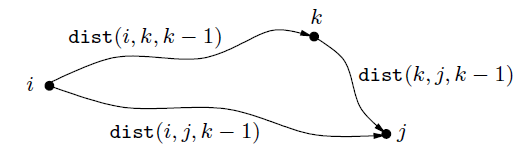 k
dist(i, k, k − 1)
dist(k, j, k − 1)
i
dist(i, j, k − 1)
j